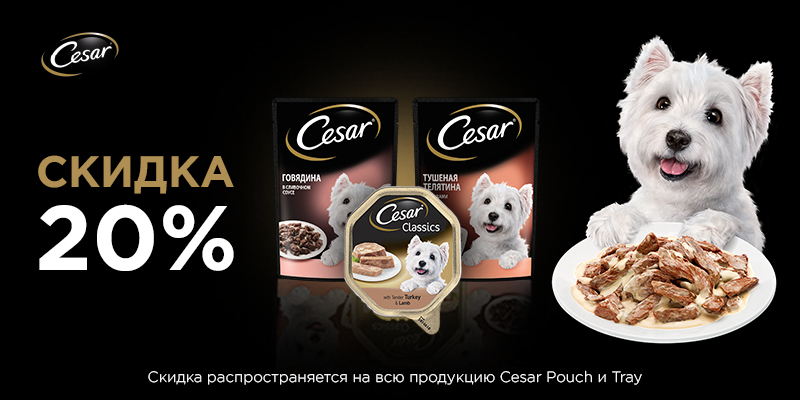 Cesar
СКИДКА
20%
Cesar
ГОВЯДИНА
В СЛИВОЧНОМ
СОУСЕ
Cesar
ТУШЕНАЯ
ТЕЛЯТИНА
Cesar
Classics
with tender Turkey
& Lamb
Скидка распространяется на всю продукцию Cesar Pouch и Tray